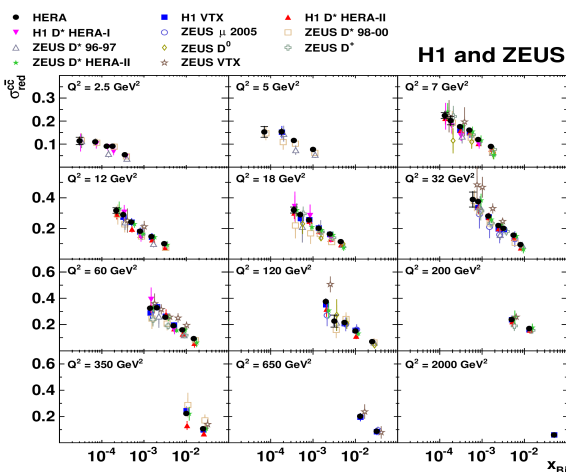 HERA
H1 VTX
H1 D* HERA-II
H1 D* HERA-I
ZEUS μ 2005
ZEUS D* 98-00
ZEUS D* 96-97
ZEUS D⁰
ZEUS D⁺
ZEUS D* HERA-II
ZEUS VTX
H1 and ZEUS
σ_red^cc̄
Q² = 2.5 GeV²
Q² = 5 GeV²
Q² = 7 GeV²
0.3
0.2
0.1
Q² = 12 GeV²
Q² = 18 GeV²
Q² = 32 GeV²
0.4
0.2
Q² = 60 GeV²
Q² = 120 GeV²
Q² = 200 GeV²
0.6
0.4
0.2
Q² = 350 GeV²
Q² = 650 GeV²
Q² = 2000 GeV²
0.6
0.4
0.2
10⁻⁴ 10⁻³ 10⁻² 10⁻⁴ 10⁻³ 10⁻² 10⁻⁴ 10⁻³ 10⁻²